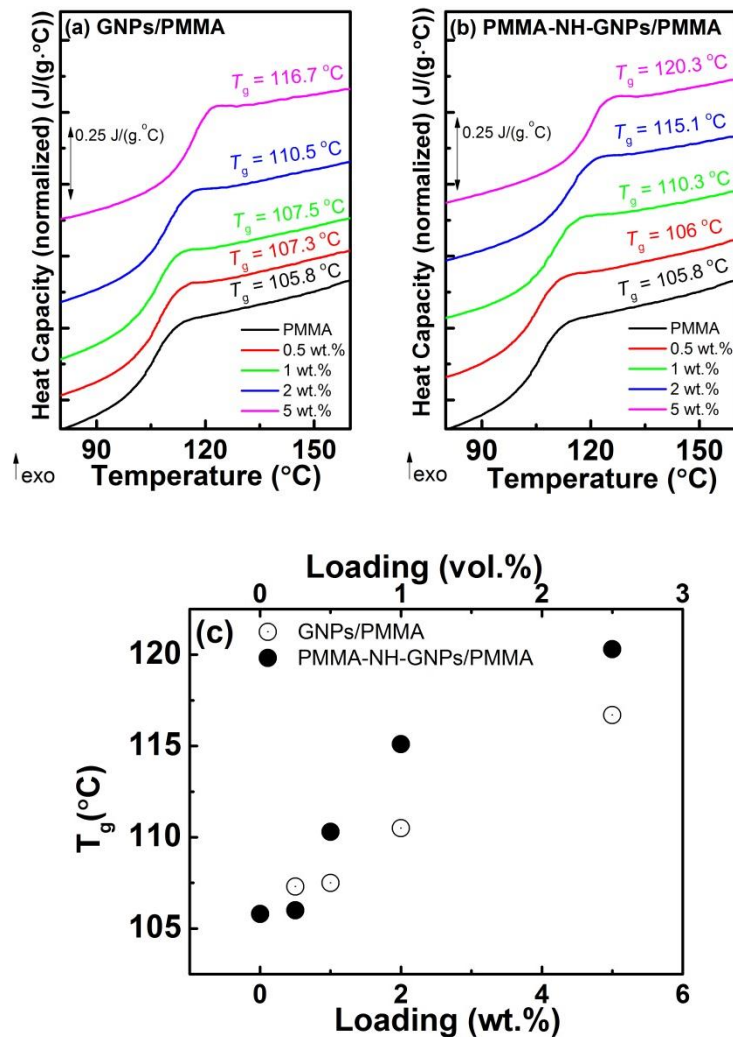 (a) GNPs/PMMA
Heat Capacity (normalized) (J/(g·°C))
0.25 J/(g.°C)
Tg = 116.7 °C
Tg = 110.5 °C
Tg = 107.5 °C
Tg = 107.3 °C
Tg = 105.8 °C
PMMA
0.5 wt.%
1 wt.%
2 wt.%
5 wt.%
90 120 150
exo
Temperature (°C)
(b) PMMA-NH-GNPs/PMMA
Heat Capacity (normalized) (J/(g·°C))
0.25 J/(g.°C)
Tg = 120.3 °C
Tg = 115.1 °C
Tg = 110.3 °C
Tg = 106 °C
Tg = 105.8 °C
PMMA
0.5 wt.%
1 wt.%
2 wt.%
5 wt.%
90 120 150
exo
Temperature (°C)
Loading (vol.%)
0 1 2 3
(c)
GNPs/PMMA
PMMA-NH-GNPs/PMMA
Tg(°C)
120
115
110
105
0 2 4 6
Loading (wt.%)